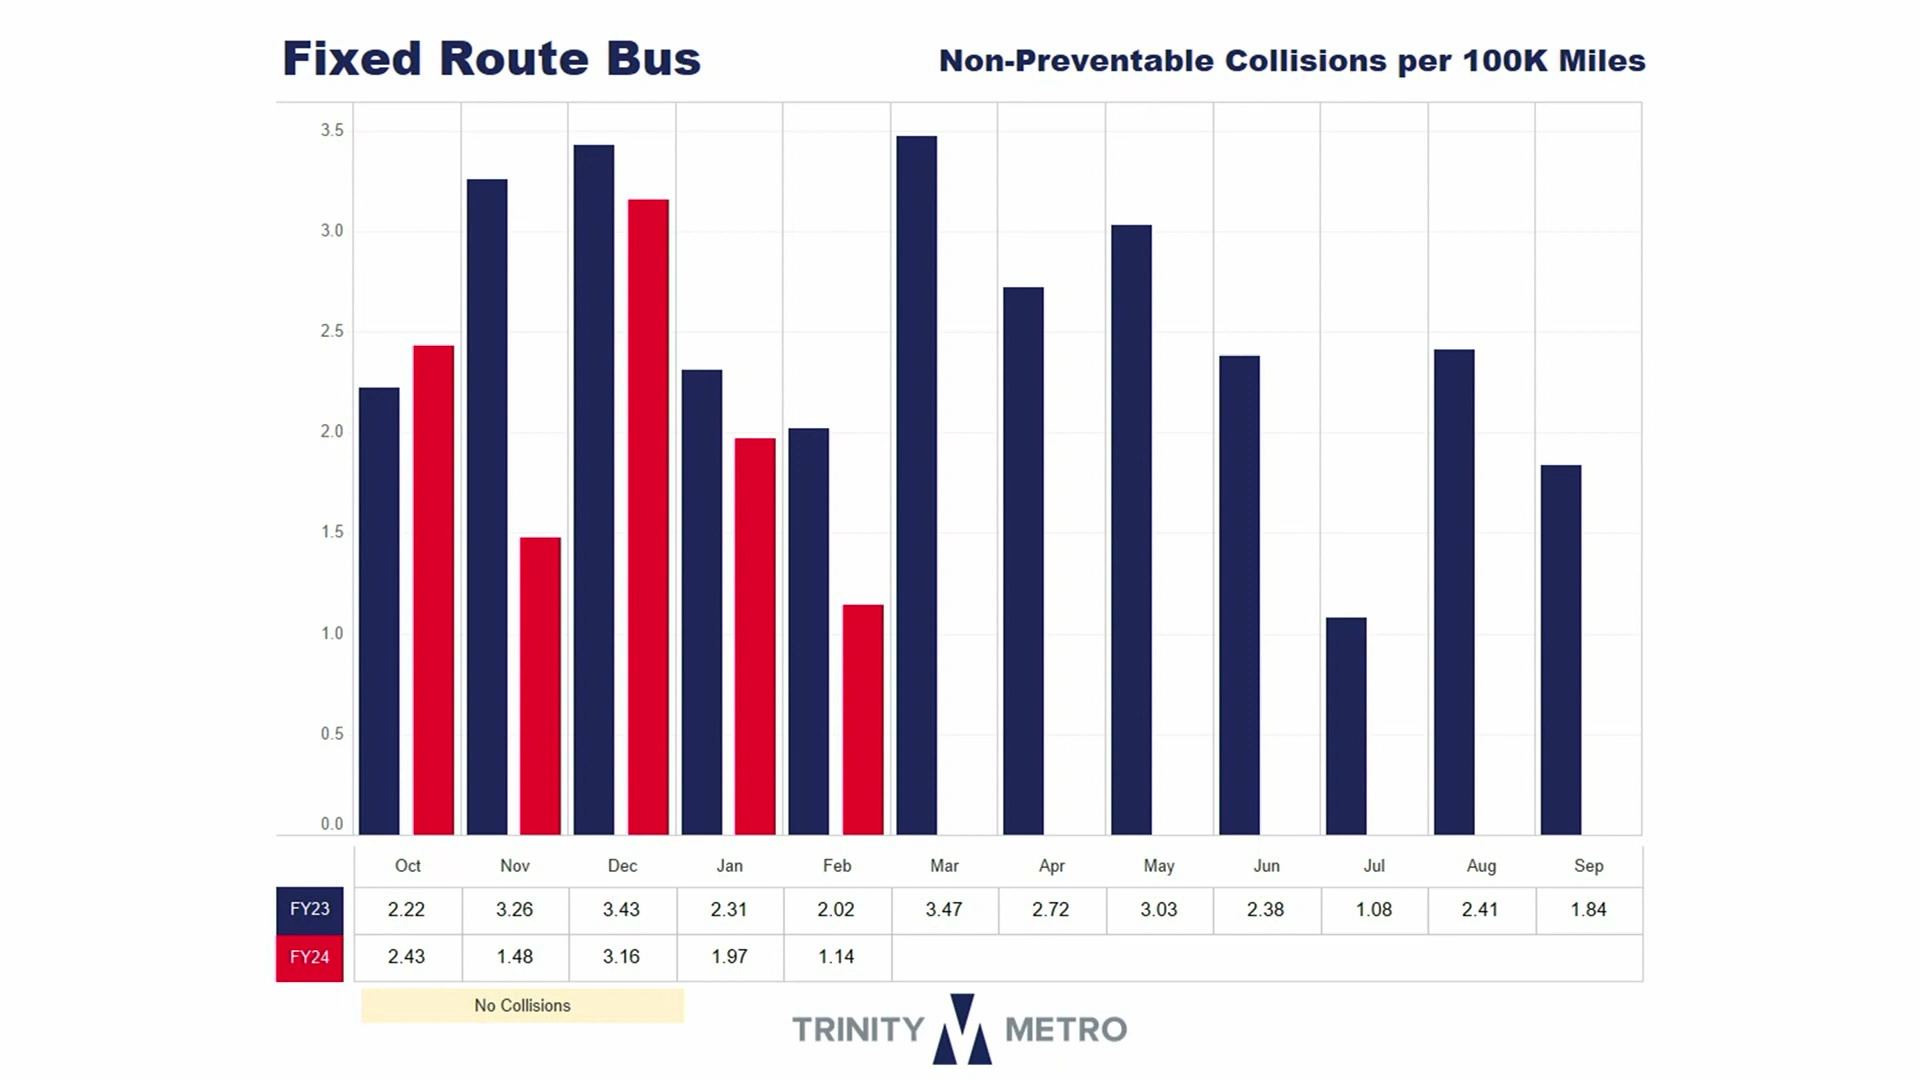 Fixed Route Bus
Non-Preventable Collisions per 100K Miles
3.5
3.0
2.5
2.0
1.5
1.0
0.5
0.0
Oct Nov Dec Jan Feb Mar Apr May Jun Jul Aug Sep
FY23 2.22 3.26 3.43 2.31 2.02 3.47 2.72 3.03 2.38 1.08 2.41 1.84
FY24 2.43 1.48 3.16 1.97 1.14
No Collisions
TRINITY METRO